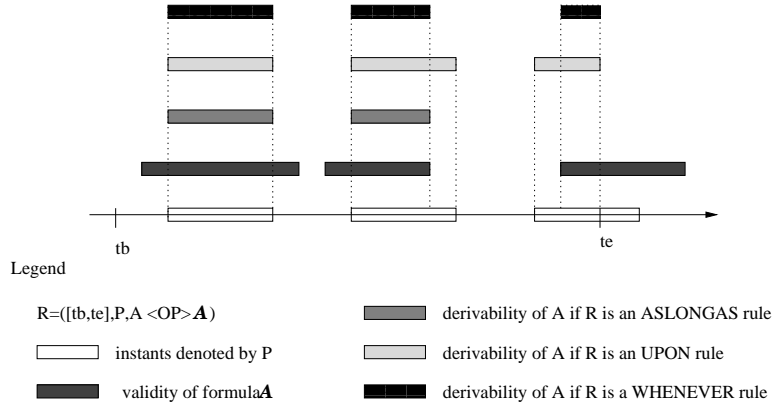 tb
te
Legend
R=([tb,te],P,A <OP> A)
instants denoted by P
validity of formula A
derivability of A if R is an ASLONGAS rule
derivability of A if R is an UPON rule
derivability of A if R is a WHENEVER rule